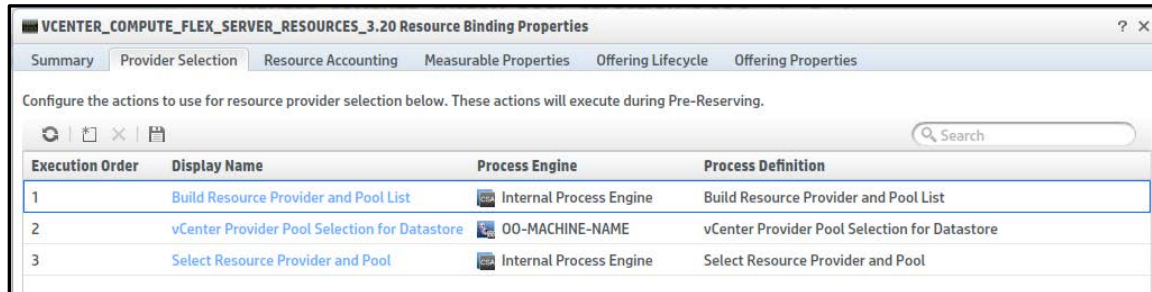 VCENTER_COMPUTE_FLEX_SERVER_RESOURCES_3.20 Resource Binding Properties ? ×
Summary Provider Selection Resource Accounting Measurable Properties Offering Lifecycle Offering Properties
Configure the actions to use for resource provider selection below. These actions will execute during Pre-Reserving.
Search
Execution Order Display Name Process Engine Process Definition
1 Build Resource Provider and Pool List CSA Internal Process Engine Build Resource Provider and Pool List
2 vCenter Provider Pool Selection for Datastore OO-MACHINE-NAME vCenter Provider Pool Selection for Datastore
3 Select Resource Provider and Pool CSA Internal Process Engine Select Resource Provider and Pool